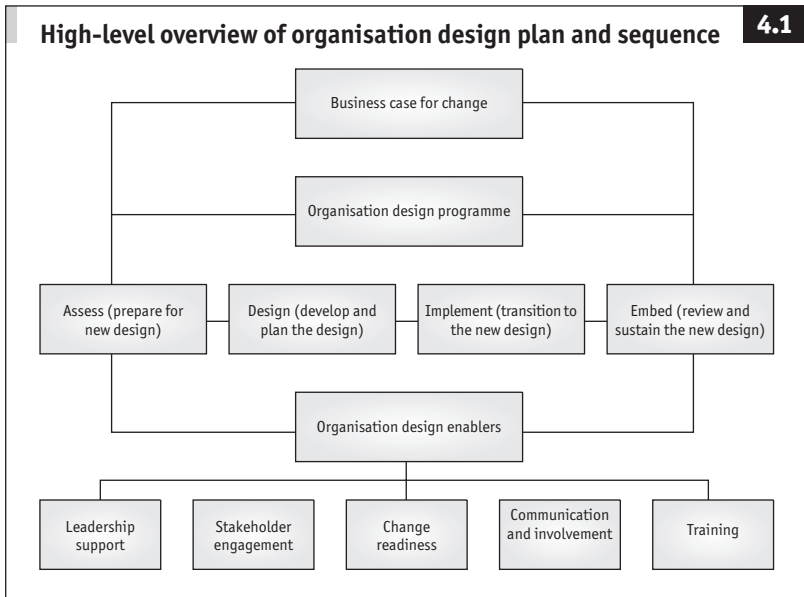 High-level overview of organisation design plan and sequence
4.1
Business case for change
Organisation design programme
Assess (prepare for
new design)
Design (develop and
plan the design)
Implement (transition to
the new design)
Embed (review and
sustain the new design)
Organisation design enablers
Leadership
support
Stakeholder
engagement
Change
readiness
Communication
and involvement
Training